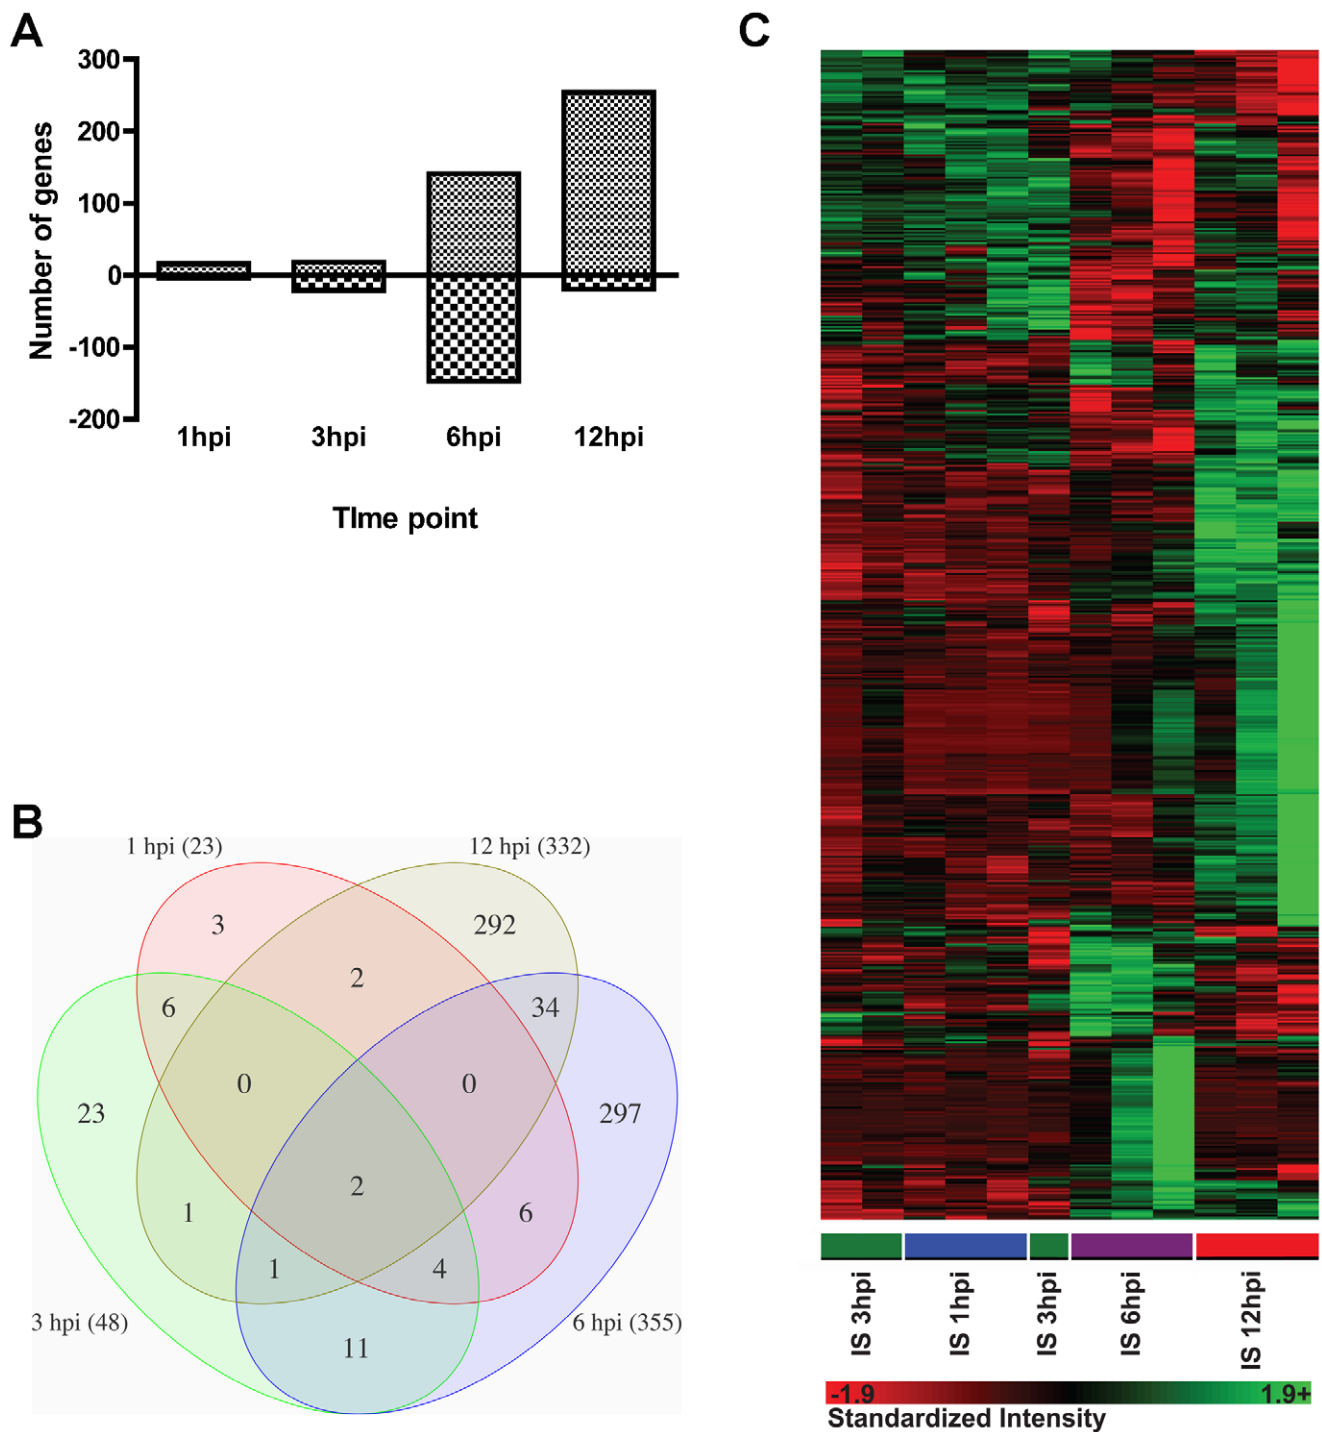 A
300
200
100
0
-100
-200
Number of genes
1hpi 3hpi 6hpi 12hpi
TIme point
B
1 hpi (23) 12 hpi (332)
3 2 292
6 34
0 0
23 297
2
1 6
1 4
3 hpi (48) 6 hpi (355)
11
C
IS 3hpi
IS 1hpi
IS 3hpi
IS 6hpi
IS 12hpi
-1.9 1.9+
Standardized Intensity